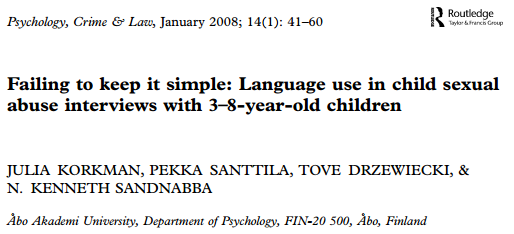 Psychology, Crime & Law, January 2008; 14(1): 41–60
Routledge
Taylor & Francis Group
Failing to keep it simple: Language use in child sexual
abuse interviews with 3–8-year-old children
JULIA KORKMAN, PEKKA SANTTILA, TOVE DRZEWIECKI, &
N. KENNETH SANDNABBA
Åbo Akademi University, Department of Psychology, FIN-20 500, Åbo, Finland